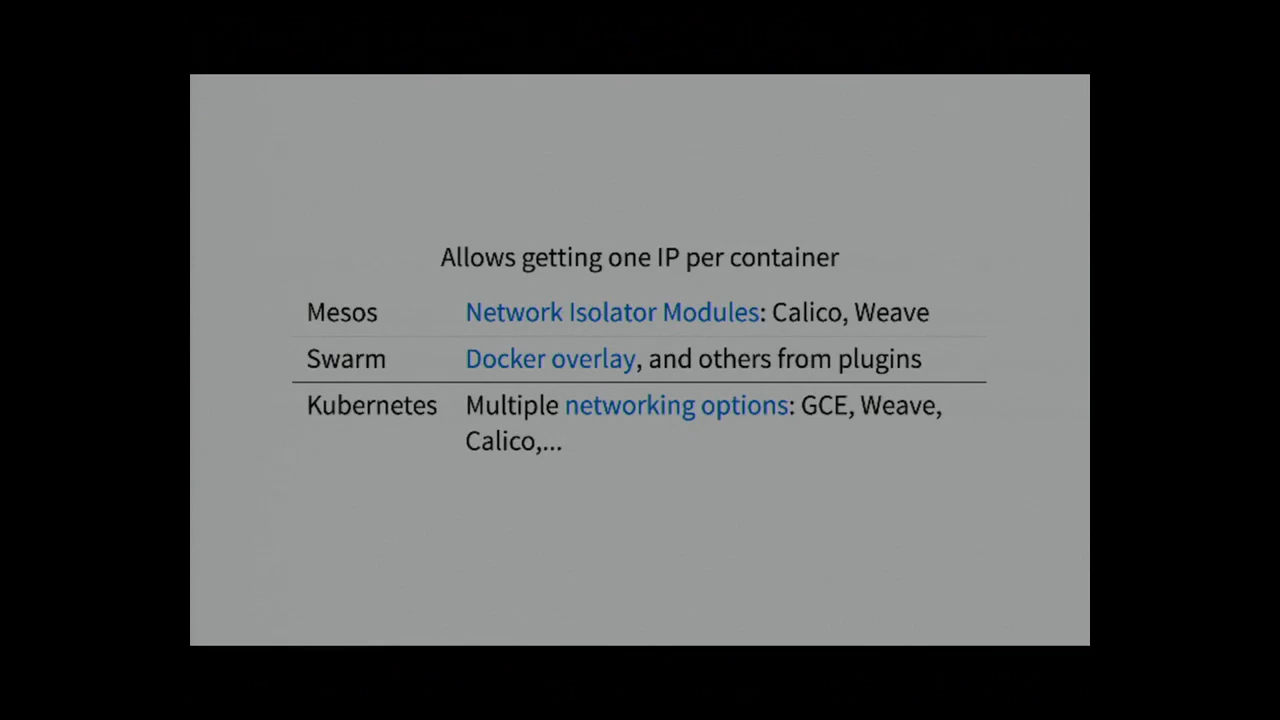 Allows getting one IP per container
Mesos Network Isolator Modules: Calico, Weave
Swarm Docker overlay, and others from plugins
Kubernetes Multiple networking options: GCE, Weave,
Calico,...